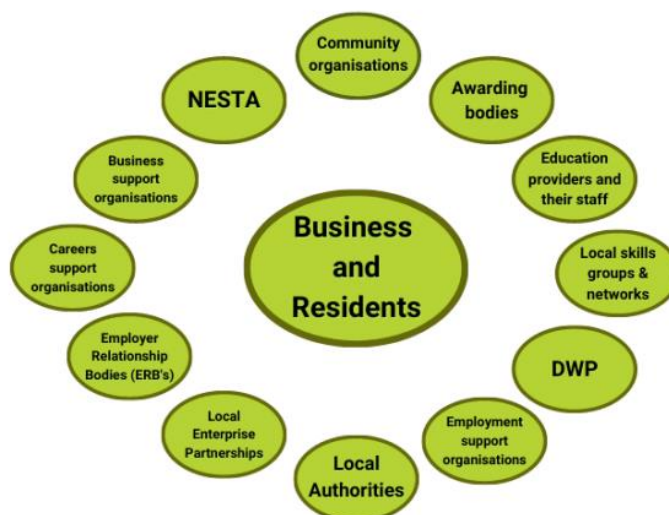 Community
organisations
NESTA
Awarding
bodies
Business
support
organisations
Education
providers and
their staff
Business
and
Residents
Careers
support
organisations
Local skills
groups &
networks
Employer
Relationship
Bodies (ERB's)
DWP
Local
Enterprise
Partnerships
Employment
support
organisations
Local
Authorities